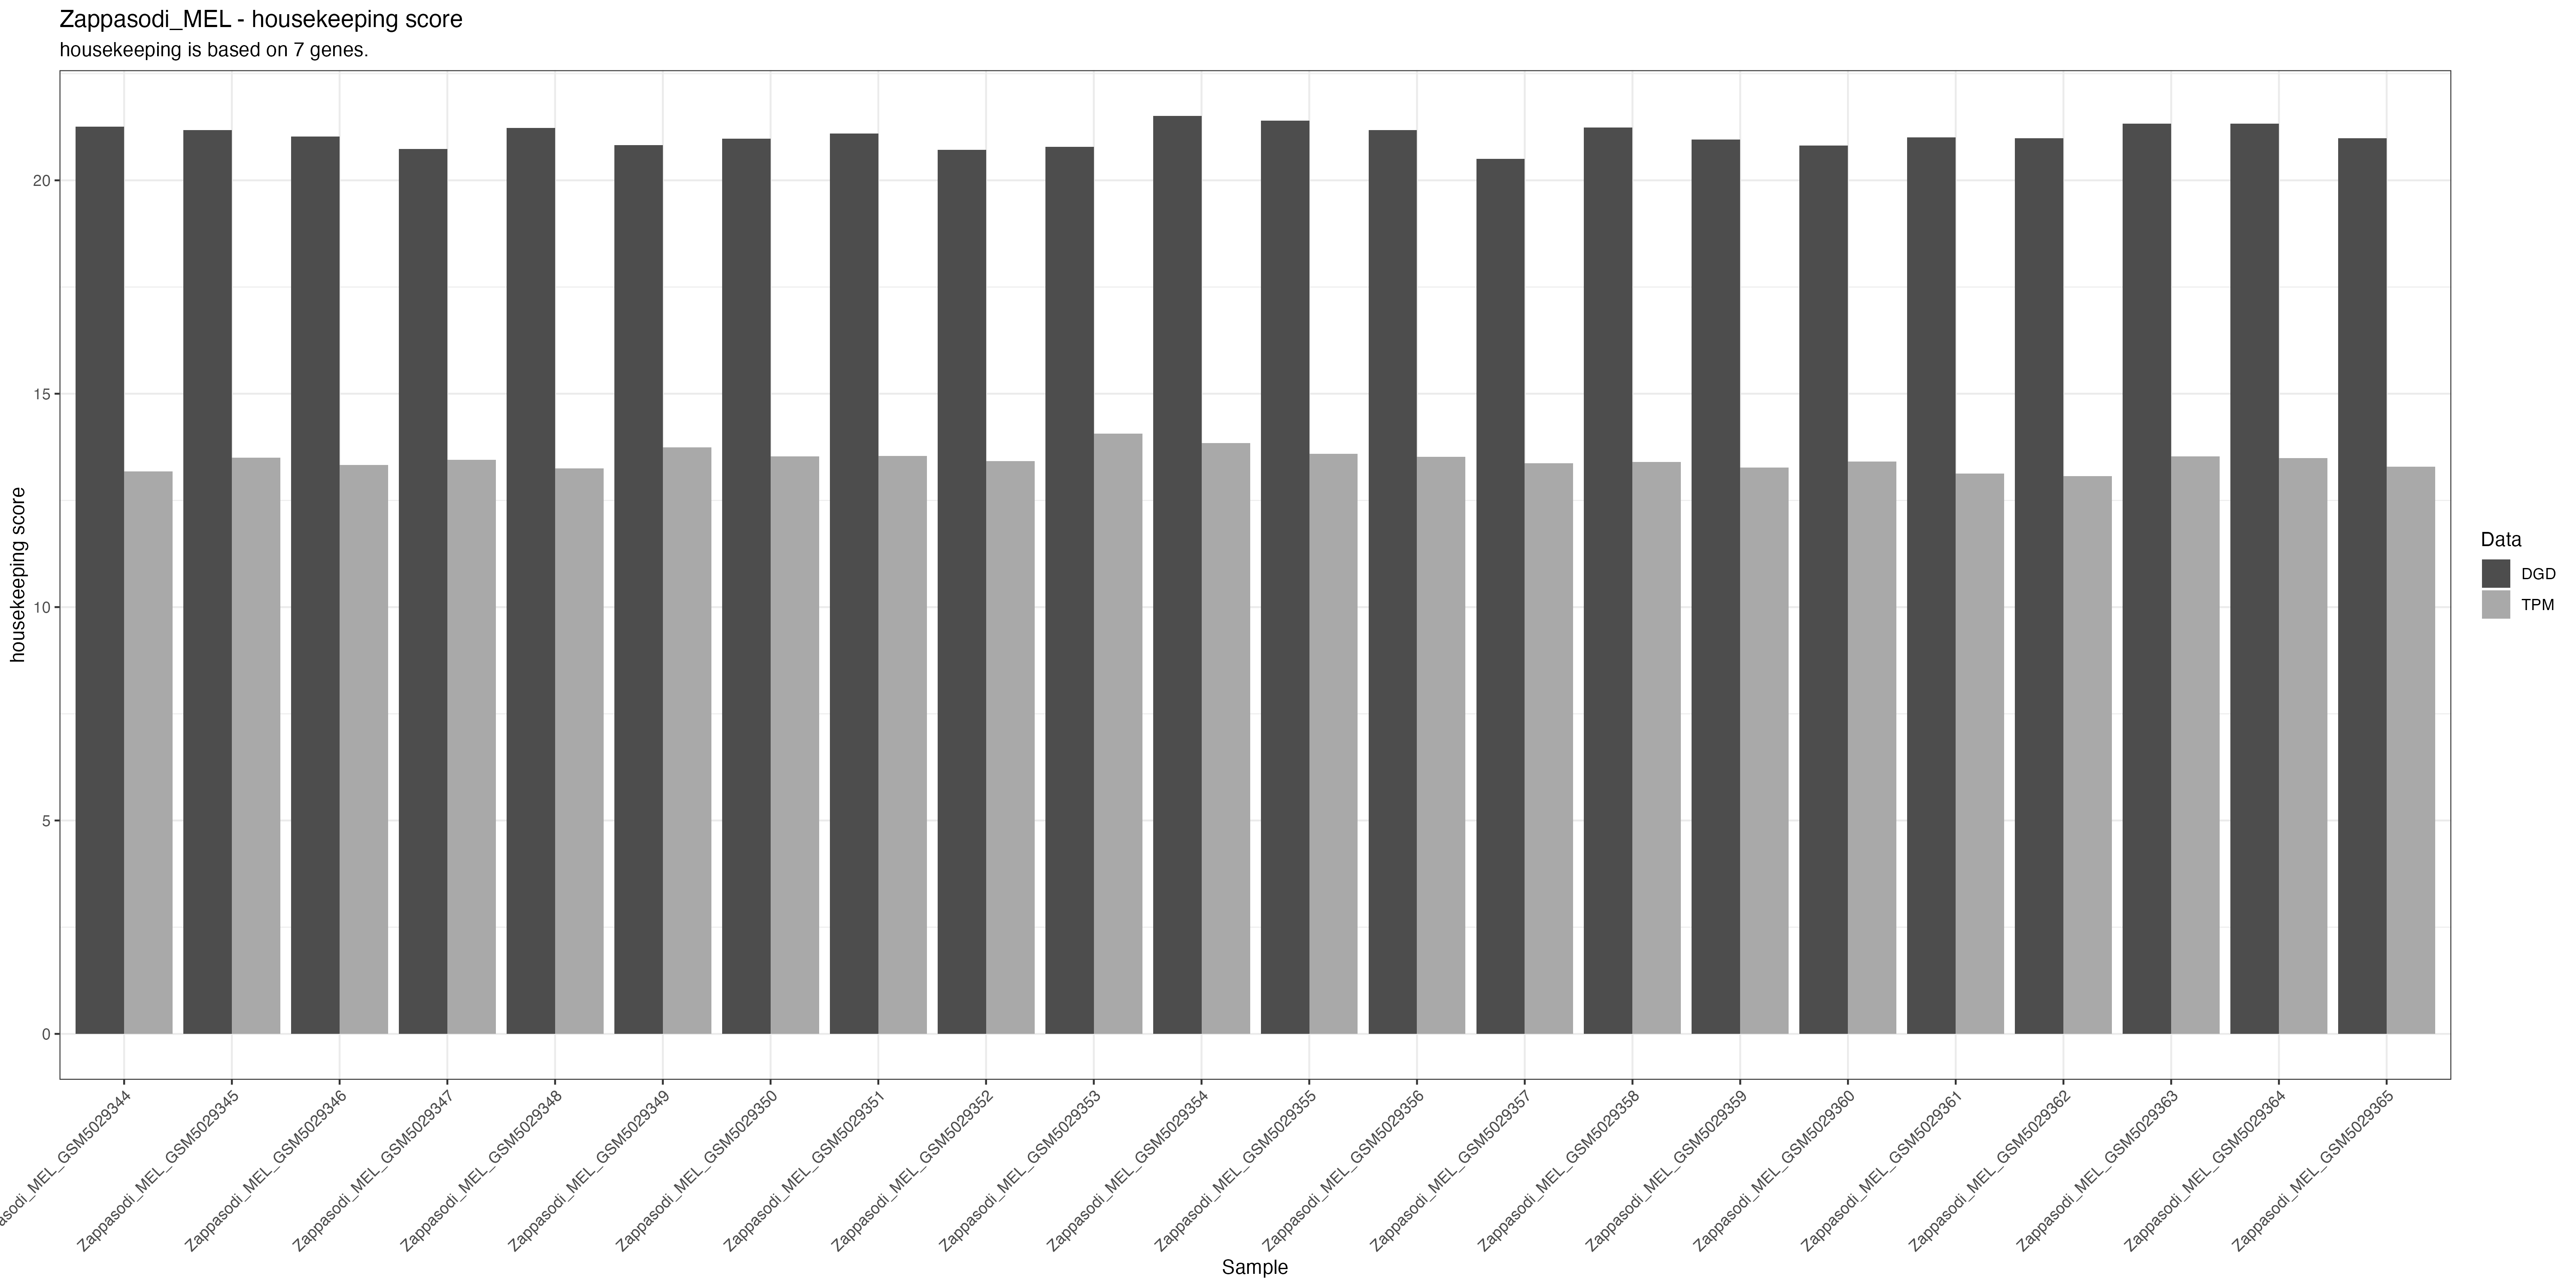 Zappasodi_MEL - housekeeping score
housekeeping is based on 7 genes.
housekeeping score
20
15
10
5
0
Data
DGD
TPM
asodi_MEL_GSM5029344
Zappasodi_MEL_GSM5029345
Zappasodi_MEL_GSM5029346
Zappasodi_MEL_GSM5029347
Zappasodi_MEL_GSM5029348
Zappasodi_MEL_GSM5029349
Zappasodi_MEL_GSM5029350
Zappasodi_MEL_GSM5029351
Zappasodi_MEL_GSM5029352
Zappasodi_MEL_GSM5029353
Zappasodi_MEL_GSM5029354
Zappasodi_MEL_GSM5029355
Zappasodi_MEL_GSM5029356
Zappasodi_MEL_GSM5029357
Zappasodi_MEL_GSM5029358
Zappasodi_MEL_GSM5029359
Zappasodi_MEL_GSM5029360
Zappasodi_MEL_GSM5029361
Zappasodi_MEL_GSM5029362
Zappasodi_MEL_GSM5029363
Zappasodi_MEL_GSM5029364
Zappasodi_MEL_GSM5029365
Sample